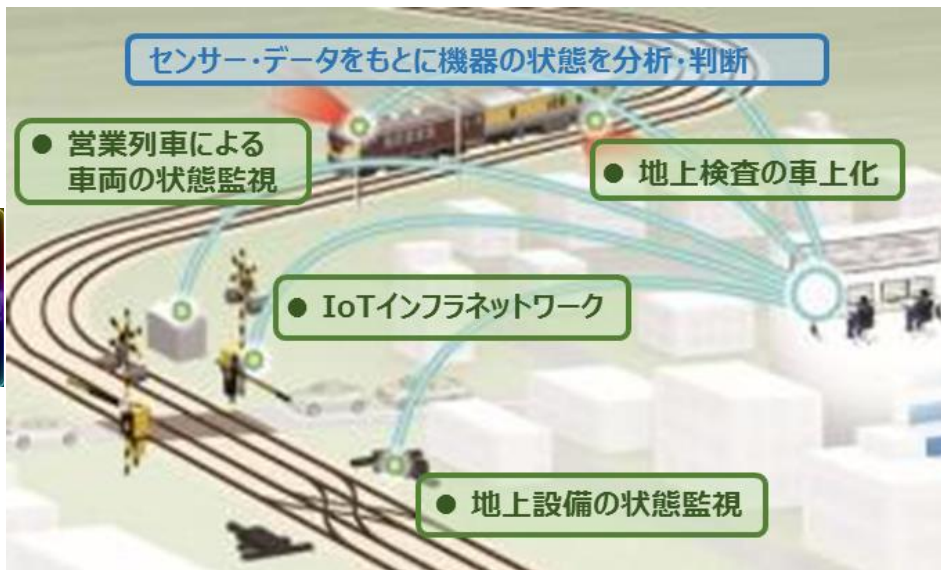 センサー・データをもとに機器の状態を分析・判断
● 営業列車による
車両の状態監視
● 地上検査の車上化
● IoTインフラネットワーク
● 地上設備の状態監視